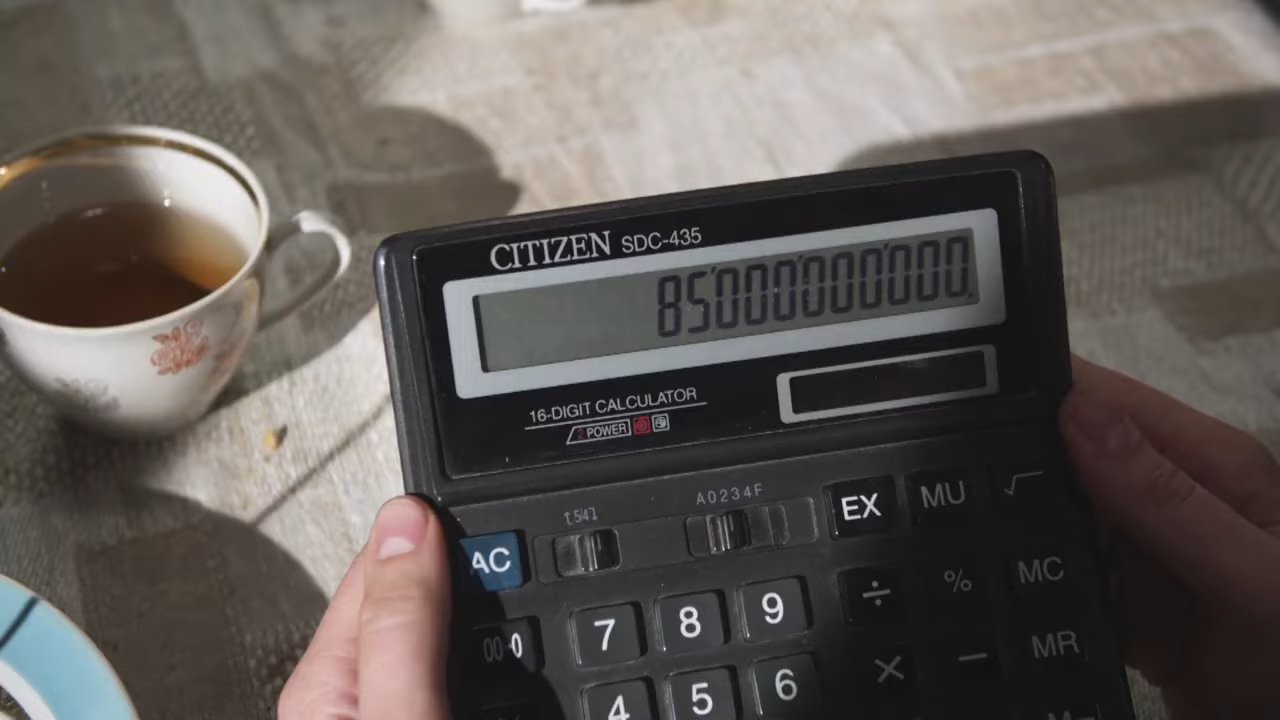 CITIZEN SDC-435
85'000'000'000.
16-DIGIT CALCULATOR
2 POWER
A0234F
EX MU √
AC
7 8 9 ÷ % MC
00→0
4 5 6 × − MR